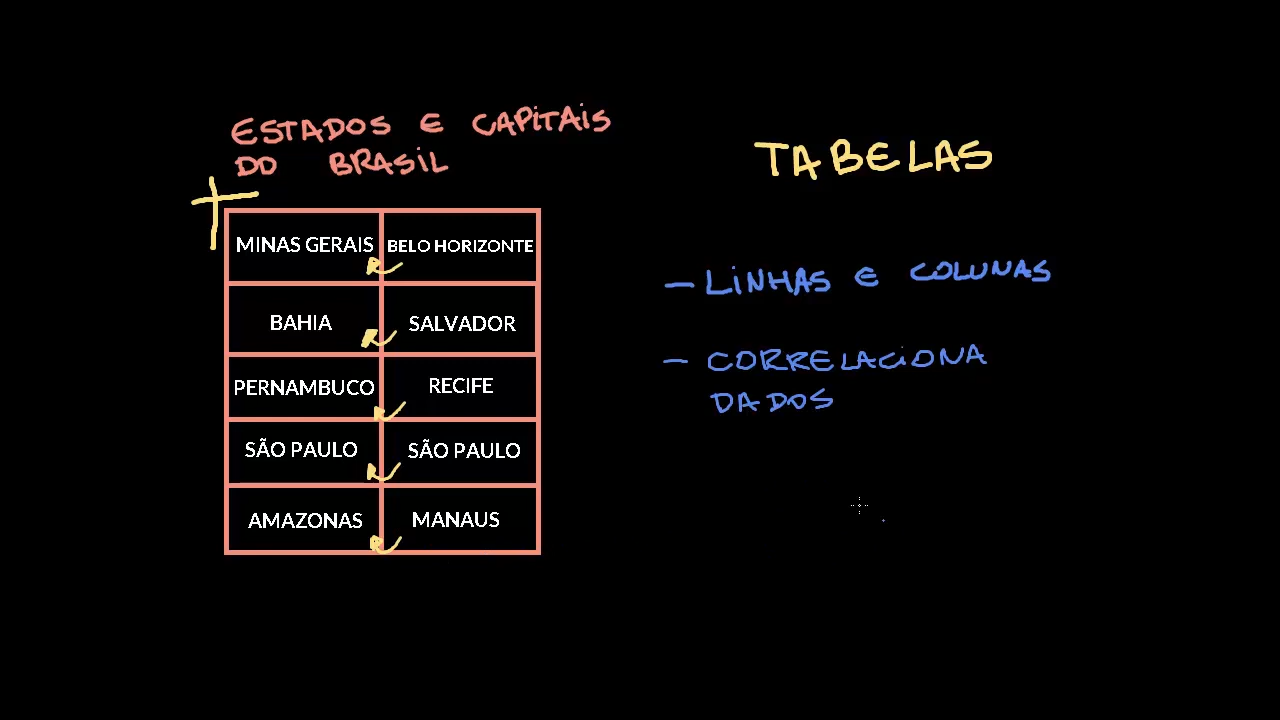 ESTADOS E CAPITAIS
DO BRASIL
MINAS GERAIS BELO HORIZONTE
BAHIA SALVADOR
PERNAMBUCO RECIFE
SÃO PAULO SÃO PAULO
AMAZONAS MANAUS
TABELAS
- LINHAS E COLUNAS
- CORRELACIONA
DADOS